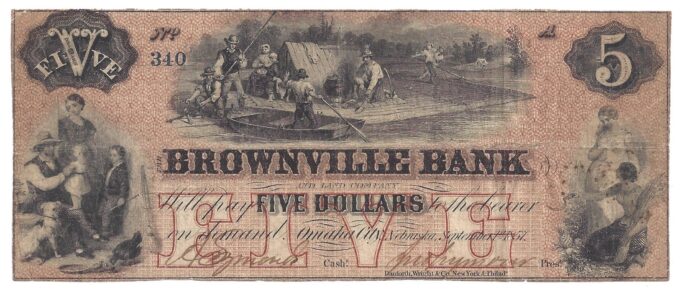 FIVE
No
340
A
5
THE BROWNVILLE BANK
AND LAND COMPANY
Will pay FIVE DOLLARS to the bearer
on demand Omaha City, Nebraska, September 1st 1857.
FIVE
Cash.r
Pres.t
Danforth, Wright & Co. New York & Philad.a